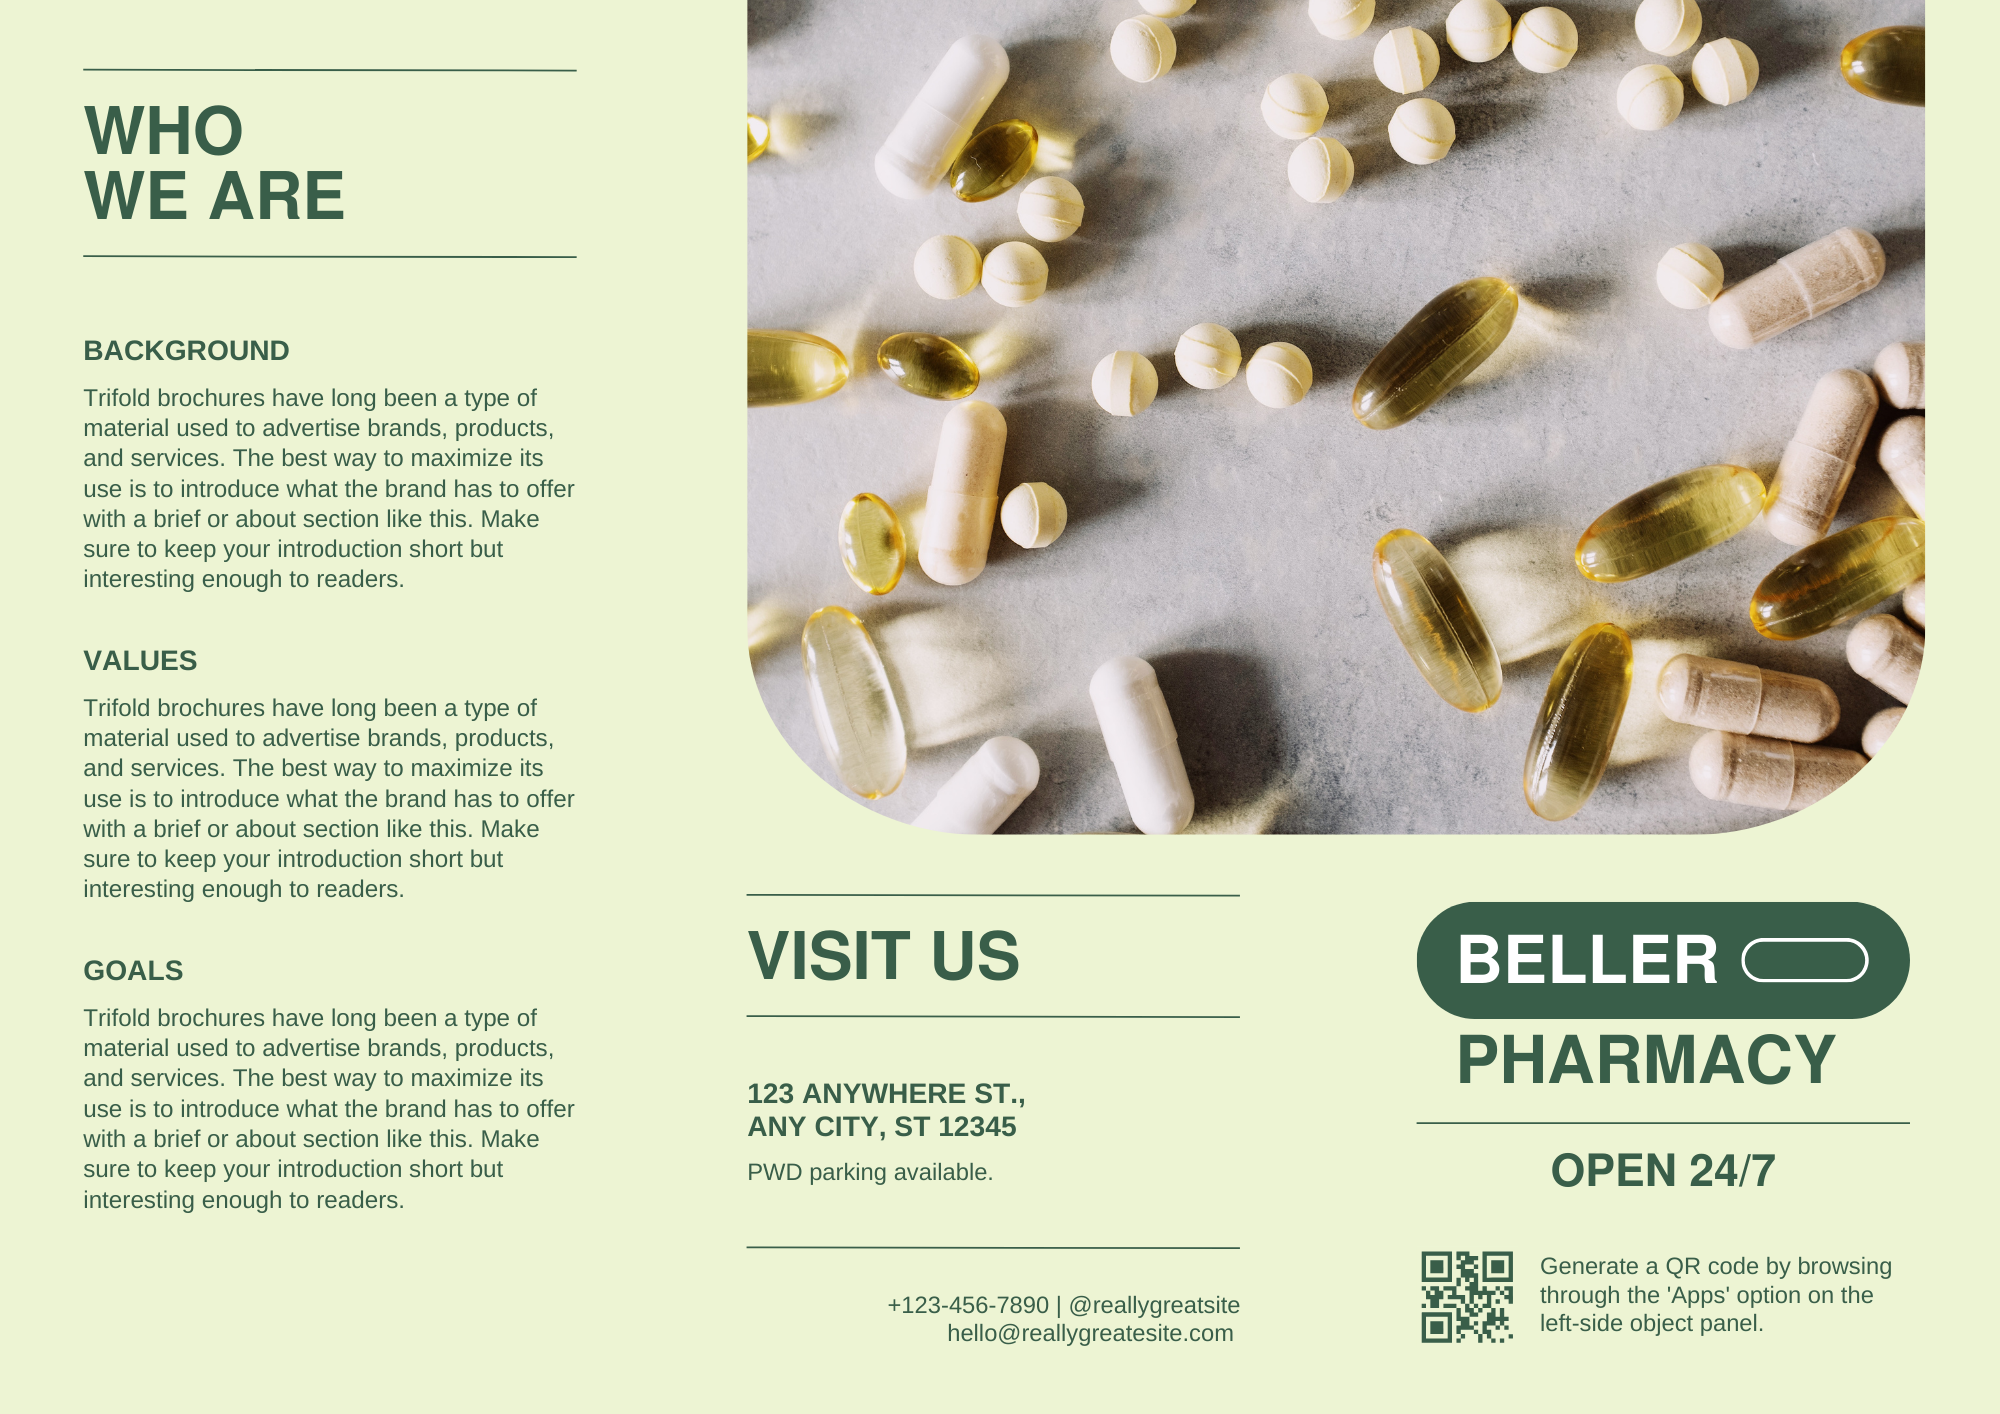 WHO
WE ARE
BACKGROUND
Trifold brochures have long been a type of
material used to advertise brands, products,
and services. The best way to maximize its
use is to introduce what the brand has to offer
with a brief or about section like this. Make
sure to keep your introduction short but
interesting enough to readers.
VALUES
Trifold brochures have long been a type of
material used to advertise brands, products,
and services. The best way to maximize its
use is to introduce what the brand has to offer
with a brief or about section like this. Make
sure to keep your introduction short but
interesting enough to readers.
GOALS
Trifold brochures have long been a type of
material used to advertise brands, products,
and services. The best way to maximize its
use is to introduce what the brand has to offer
with a brief or about section like this. Make
sure to keep your introduction short but
interesting enough to readers.
VISIT US
123 ANYWHERE ST.,
ANY CITY, ST 12345
PWD parking available.
+123-456-7890 | @reallygreatsite
hello@reallygreatesite.com
BELLER
PHARMACY
OPEN 24/7
Generate a QR code by browsing
through the 'Apps' option on the
left-side object panel.